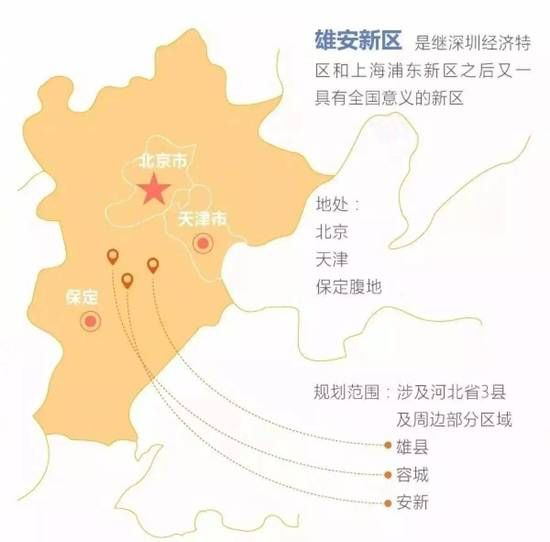 雄安新区 是继深圳经济特
区和上海浦东新区之后又一
具有全国意义的新区
北京市
天津市
保定
地处：
北京
天津
保定腹地
规划范围：涉及河北省3县
及周边部分区域
雄县
容城
安新